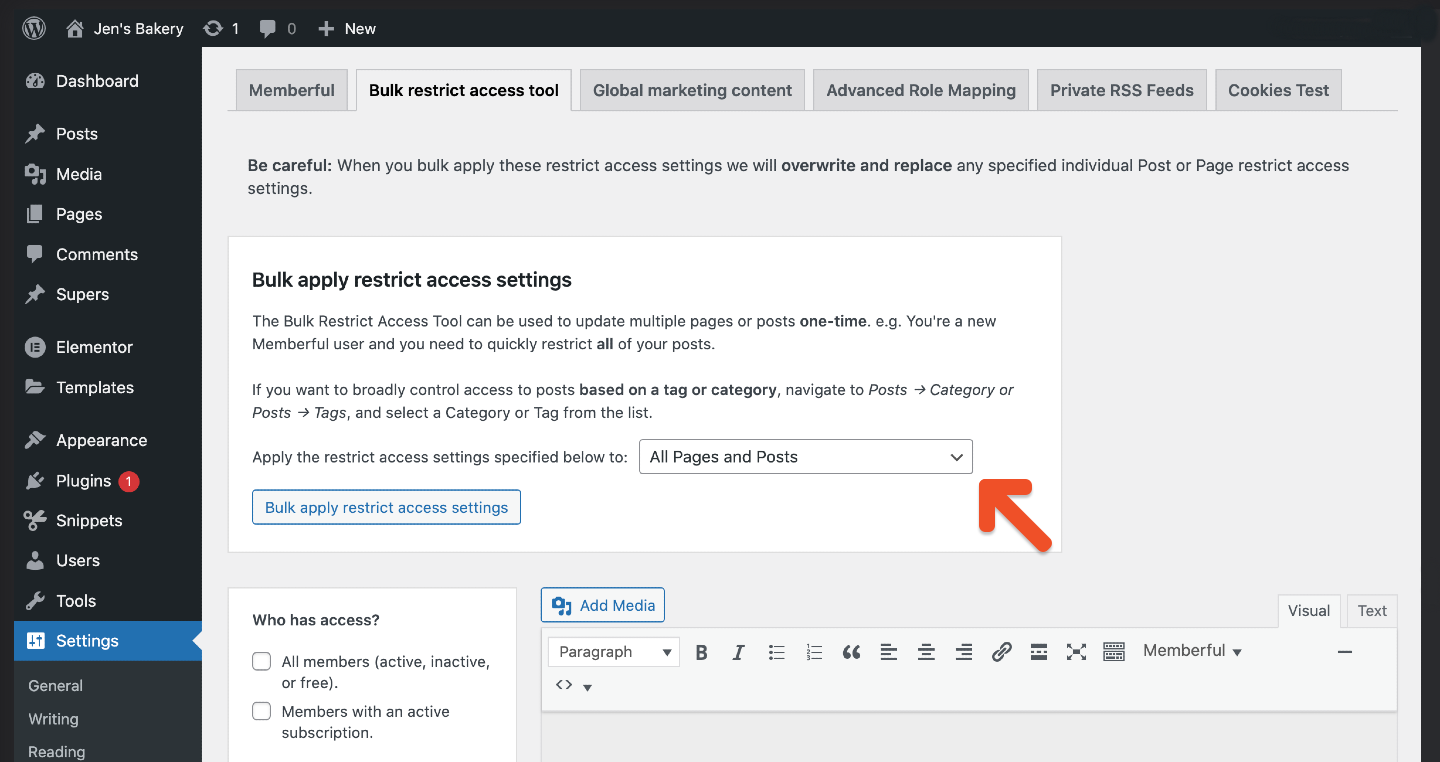 Jen's Bakery 1 0 New
Dashboard
Posts
Media
Pages
Comments
Supers
Elementor
Templates
Appearance
Plugins 1
Snippets
Users
Tools
Settings
General
Writing
Reading
Memberful Bulk restrict access tool Global marketing content Advanced Role Mapping Private RSS Feeds Cookies Test
Be careful: When you bulk apply these restrict access settings we will overwrite and replace any specified individual Post or Page restrict access
settings.
Bulk apply restrict access settings
The Bulk Restrict Access Tool can be used to update multiple pages or posts one-time. e.g. You're a new
Memberful user and you need to quickly restrict all of your posts.
If you want to broadly control access to posts based on a tag or category, navigate to Posts → Category or
Posts → Tags, and select a Category or Tag from the list.
Apply the restrict access settings specified below to: All Pages and Posts
Bulk apply restrict access settings
Who has access?
All members (active, inactive,
or free).
Members with an active
subscription.
Add Media
Visual Text
Paragraph B I Memberful